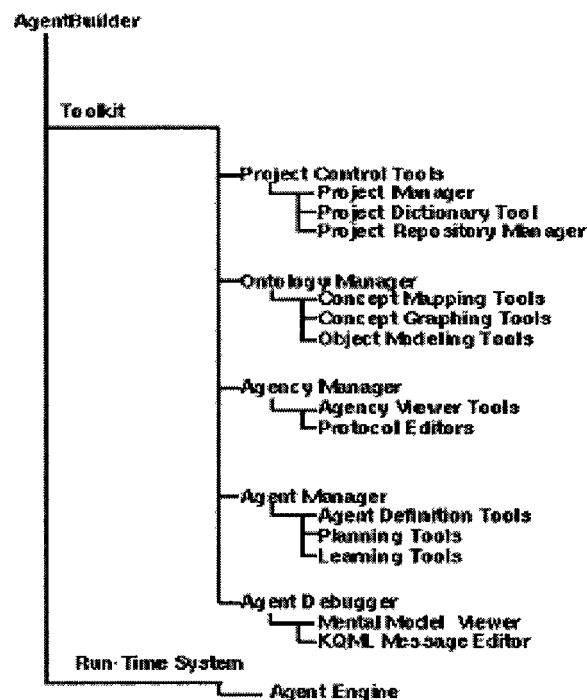 AgentBuilder
Toolkit
Project Control Tools
Project Manager
Project Dictionary Tool
Project Repository Manager
Ontology Manager
Concept Mapping Tools
Concept Graphing Tools
Object Modeling Tools
Agency Manager
Agency Viewer Tools
Protocol Editors
Agent Manager
Agent Definition Tools
Planning Tools
Learning Tools
Agent Debugger
Mental Model Viewer
KQML Message Editor
Run-Time System
Agent Engine